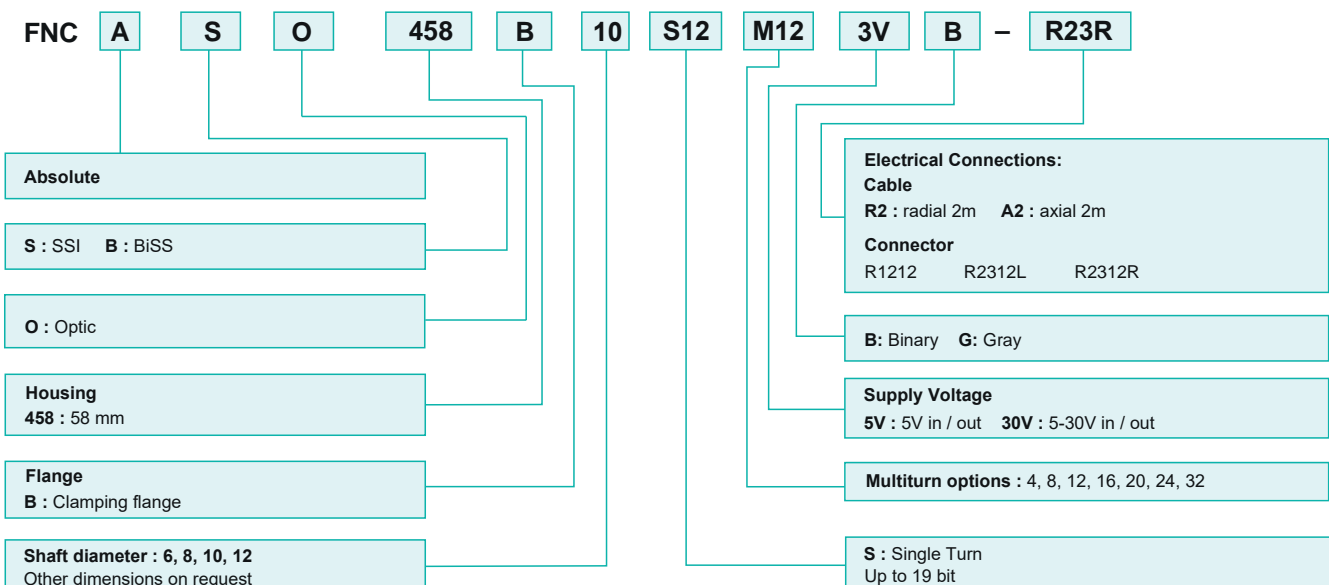 FNC A S O 458 B 10 S12 M12 3V B – R23R
Absolute
S : SSI B : BiSS
O : Optic
Housing
458 : 58 mm
Flange
B : Clamping flange
Shaft diameter : 6, 8, 10, 12
Other dimensions on request
Electrical Connections:
Cable
R2 : radial 2m A2 : axial 2m
Connector
R1212 R2312L R2312R
B: Binary G: Gray
Supply Voltage
5V : 5V in / out 30V : 5-30V in / out
Multiturn options : 4, 8, 12, 16, 20, 24, 32
S : Single Turn
Up to 19 bit